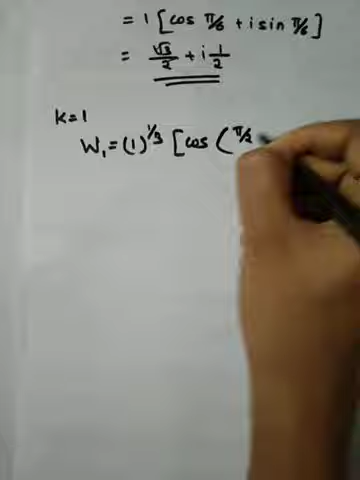 = 1 [cos π/6 + i sin π/6]
= √3/2 + i 1/2
K=1
W₁ = (1)^1/3 [cos (π/2